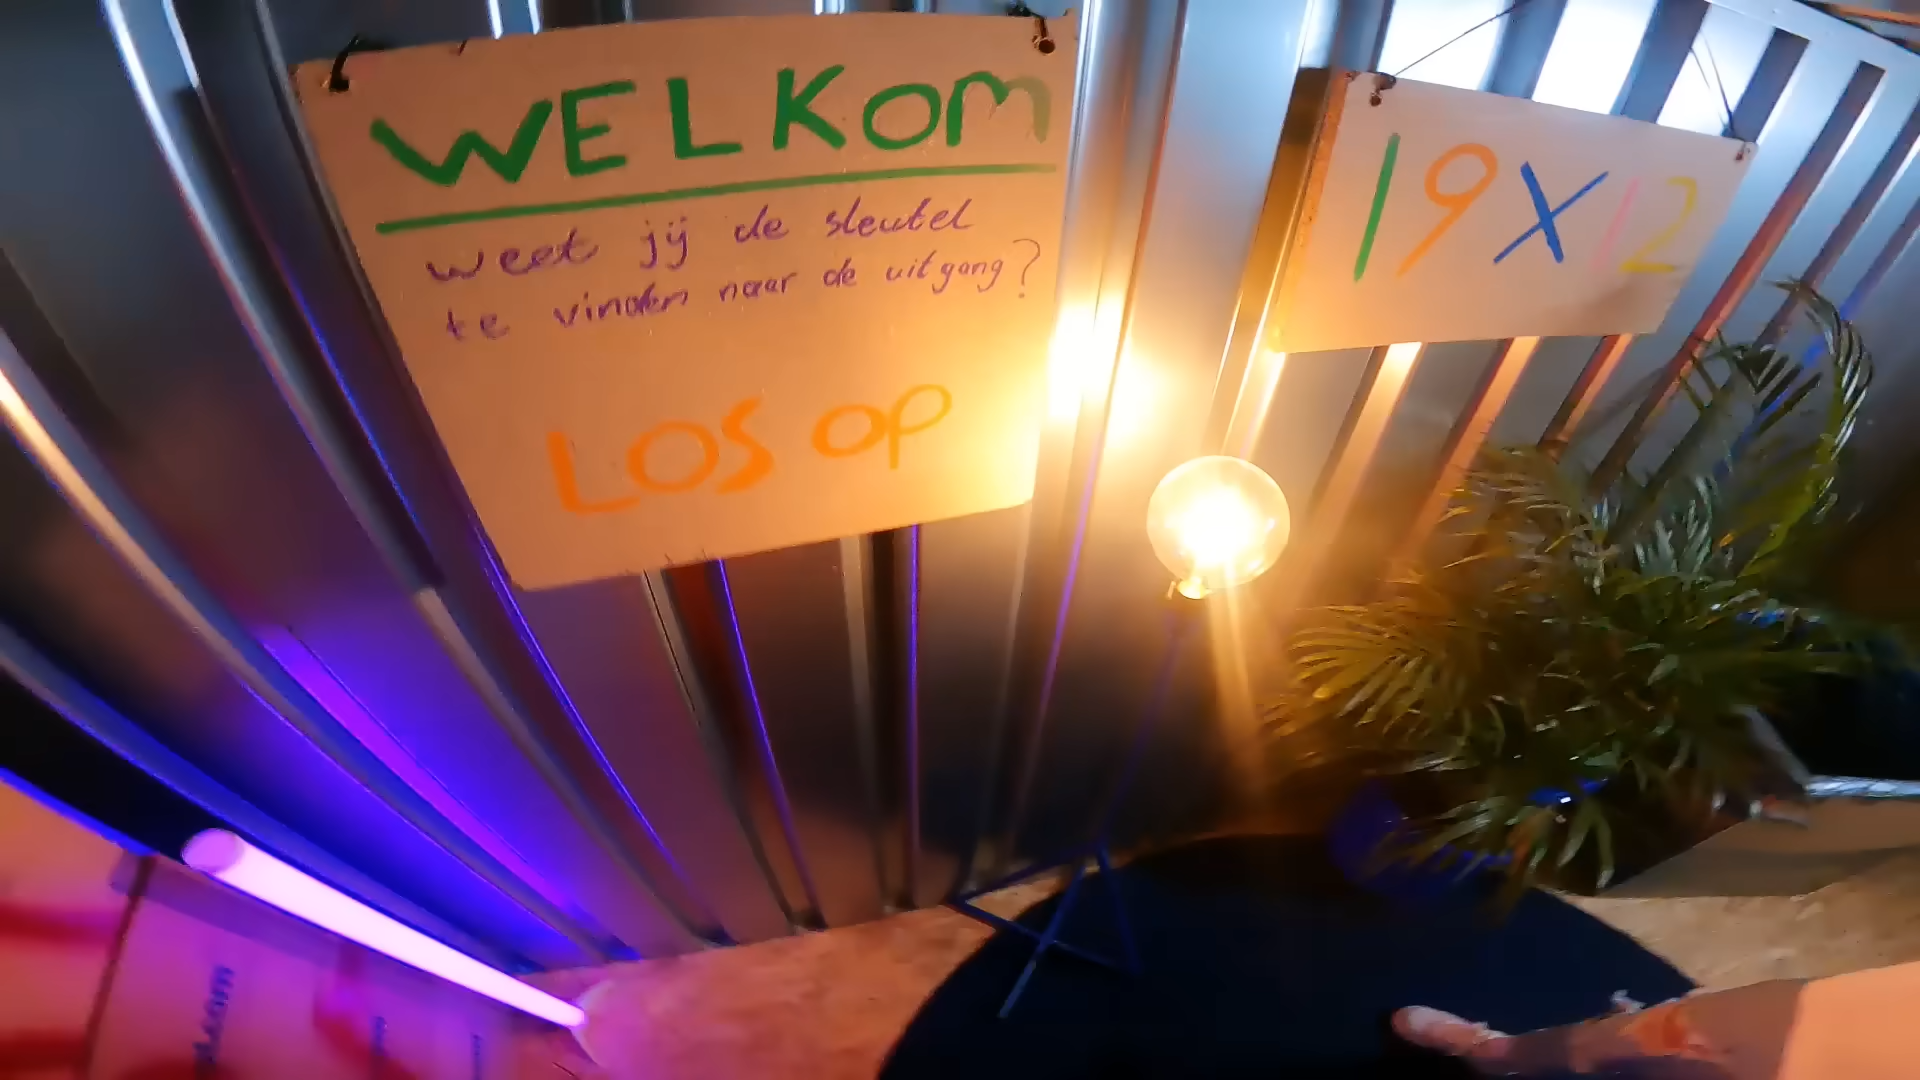 WELKOM
weet jij de sleutel
te vinden naar de uitgang?
LOS OP
19X12